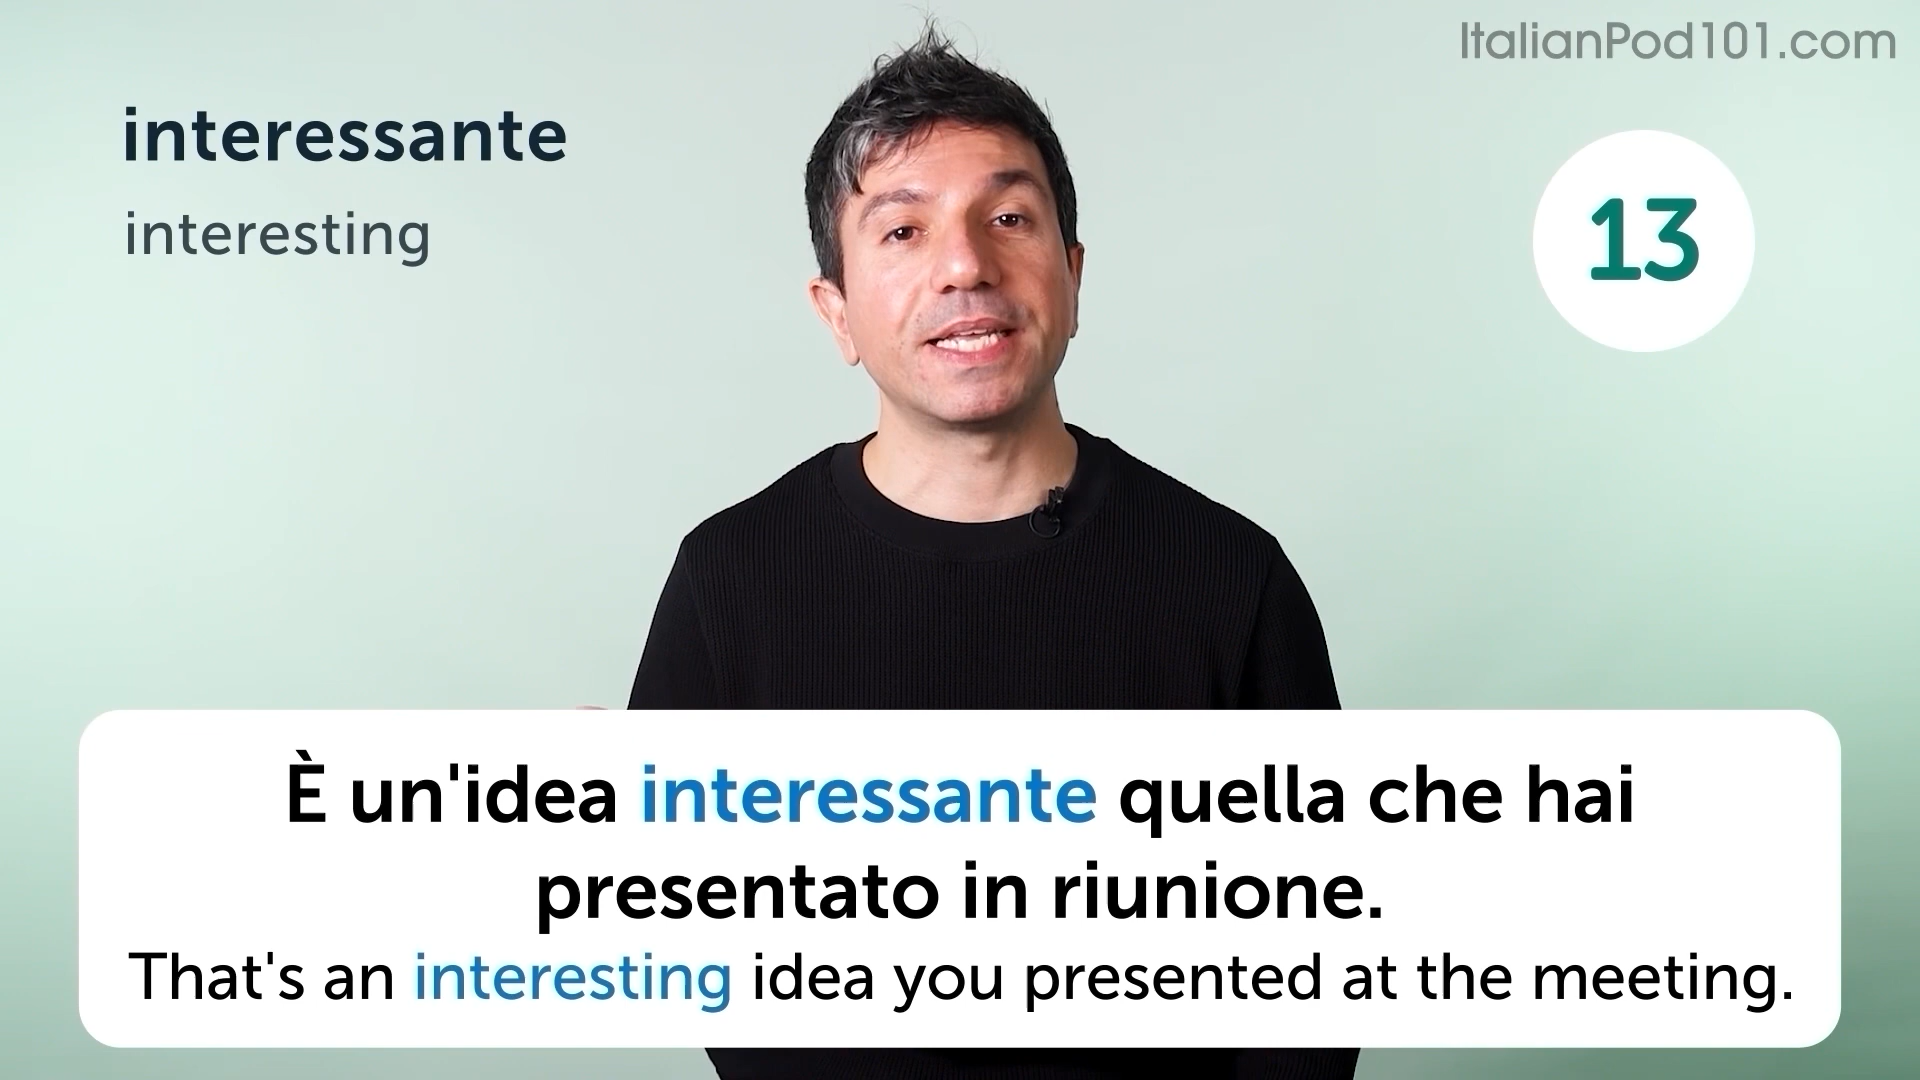 ItalianPod101.com
interessante
interesting
13
È un'idea interessante quella che hai
presentato in riunione.
That's an interesting idea you presented at the meeting.